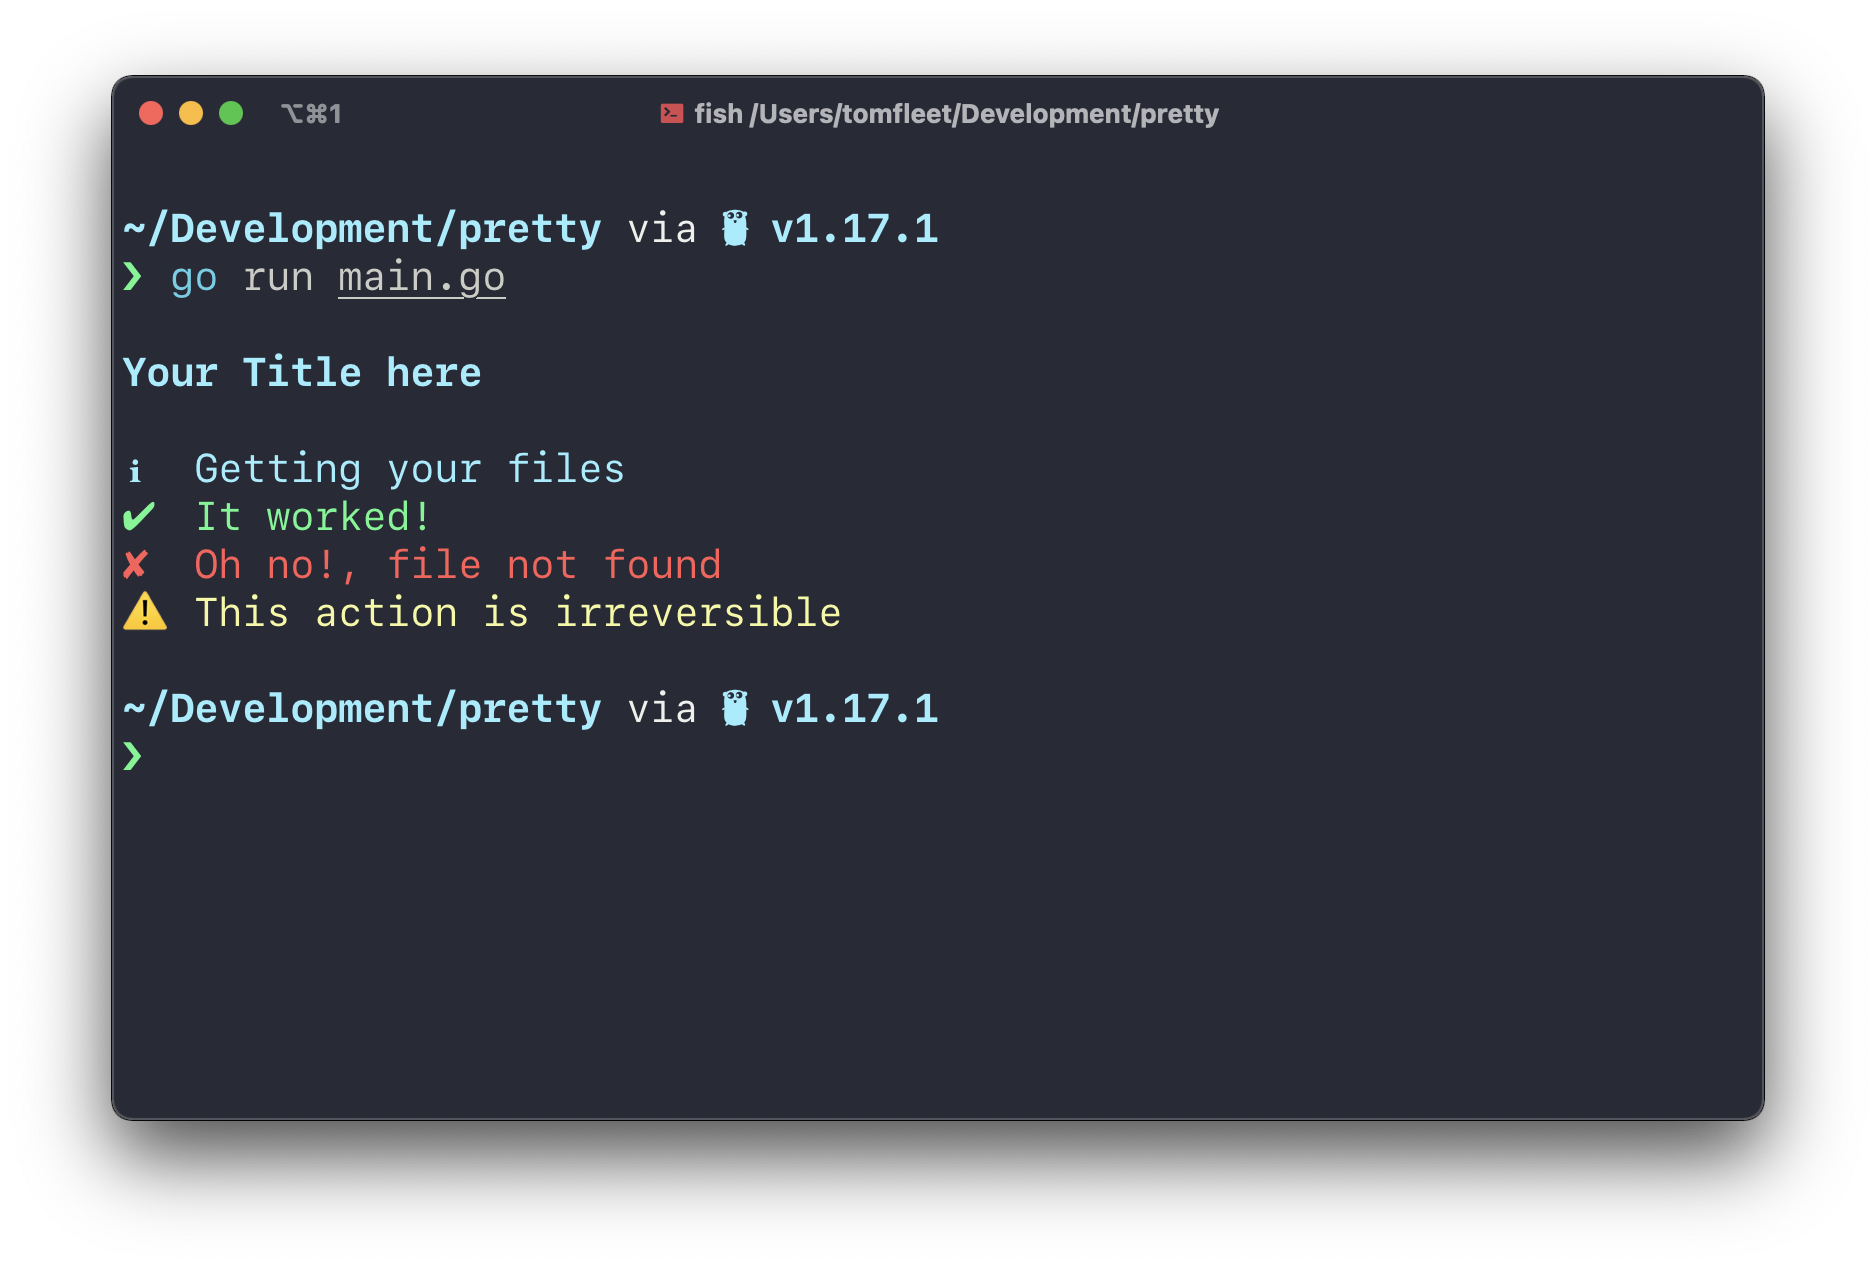 ⌥⌘1 fish /Users/tomfleet/Development/pretty
~/Development/pretty via v1.17.1
❯ go run main.go
Your Title here
ℹ Getting your files
✔ It worked!
✘ Oh no!, file not found
⚠ This action is irreversible
~/Development/pretty via v1.17.1
❯